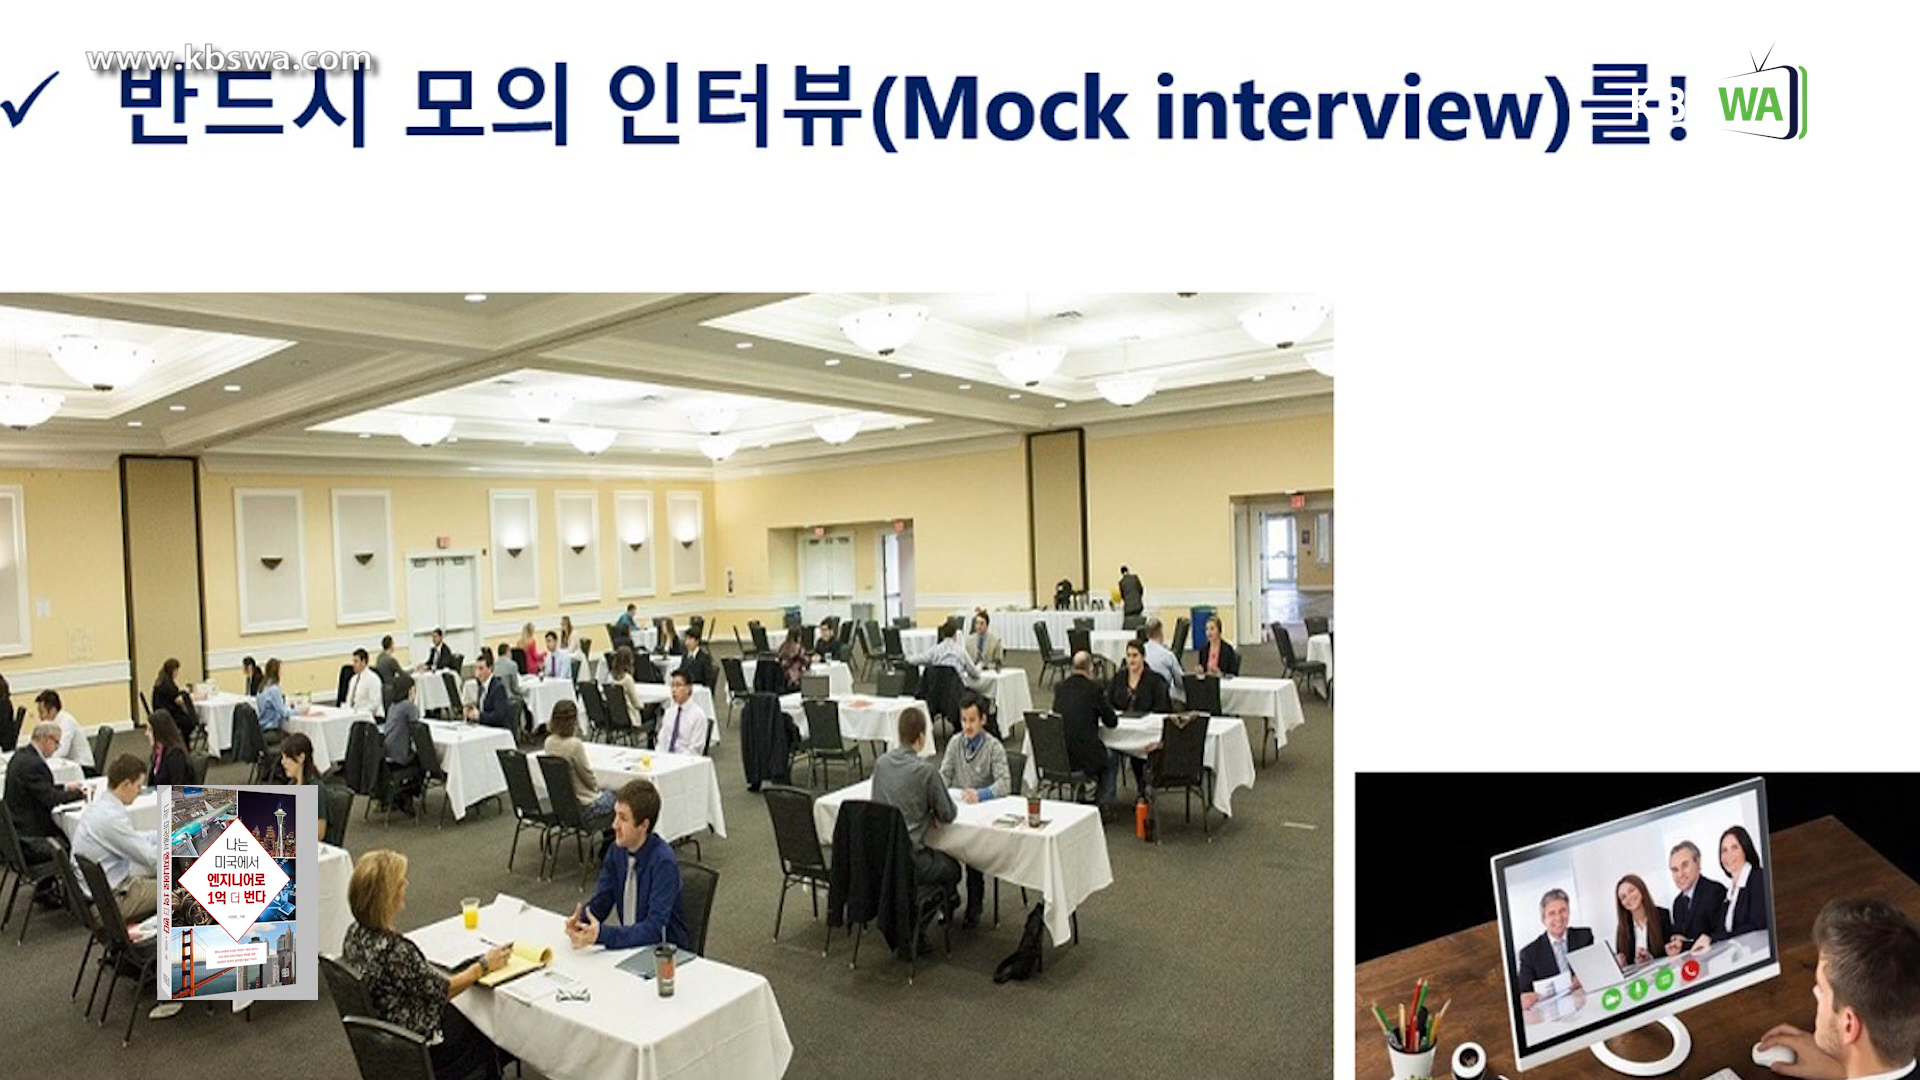 www.kbswa.com
✓ 반드시 모의 인터뷰(Mock interview)를!
KB WA
나는
미국에서
엔지니어로
1억 더 번다